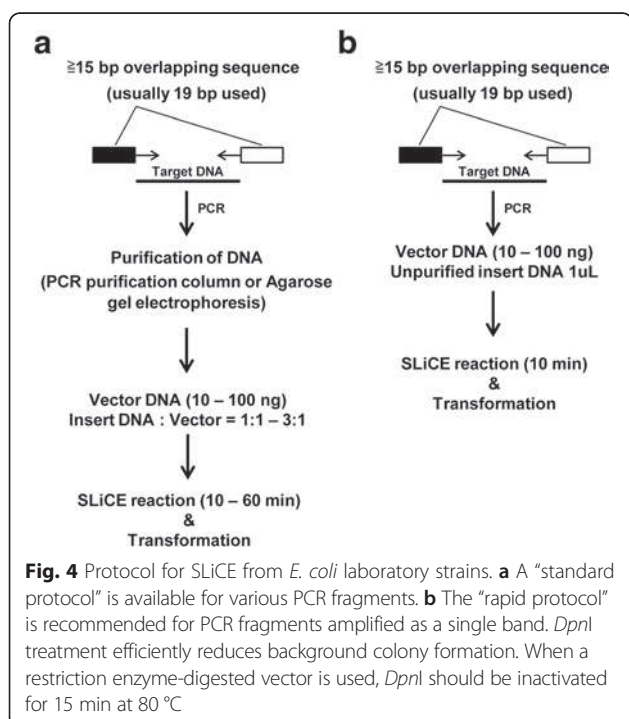 a
≧15 bp overlapping sequence
(usually 19 bp used)
Target DNA
PCR
Purification of DNA
(PCR purification column or Agarose
gel electrophoresis)
Vector DNA (10 – 100 ng)
Insert DNA : Vector = 1:1 – 3:1
SLiCE reaction (10 – 60 min)
&
Transformation
b
≧15 bp overlapping sequence
(usually 19 bp used)
Target DNA
PCR
Vector DNA (10 – 100 ng)
Unpurified insert DNA 1uL
SLiCE reaction (10 min)
&
Transformation
Fig. 4 Protocol for SLiCE from E. coli laboratory strains. a A “standard
protocol” is available for various PCR fragments. b The “rapid protocol”
is recommended for PCR fragments amplified as a single band. DpnI
treatment efficiently reduces background colony formation. When a
restriction enzyme-digested vector is used, DpnI should be inactivated
for 15 min at 80 °C